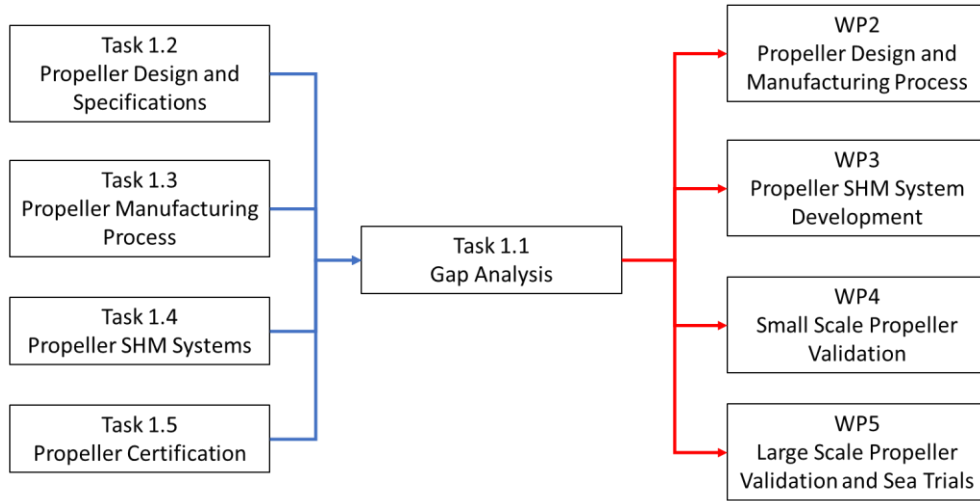 Task 1.2
Propeller Design and
Specifications
Task 1.3
Propeller Manufacturing
Process
Task 1.4
Propeller SHM Systems
Task 1.5
Propeller Certification
Task 1.1
Gap Analysis
WP2
Propeller Design and
Manufacturing Process
WP3
Propeller SHM System
Development
WP4
Small Scale Propeller
Validation
WP5
Large Scale Propeller
Validation and Sea Trials